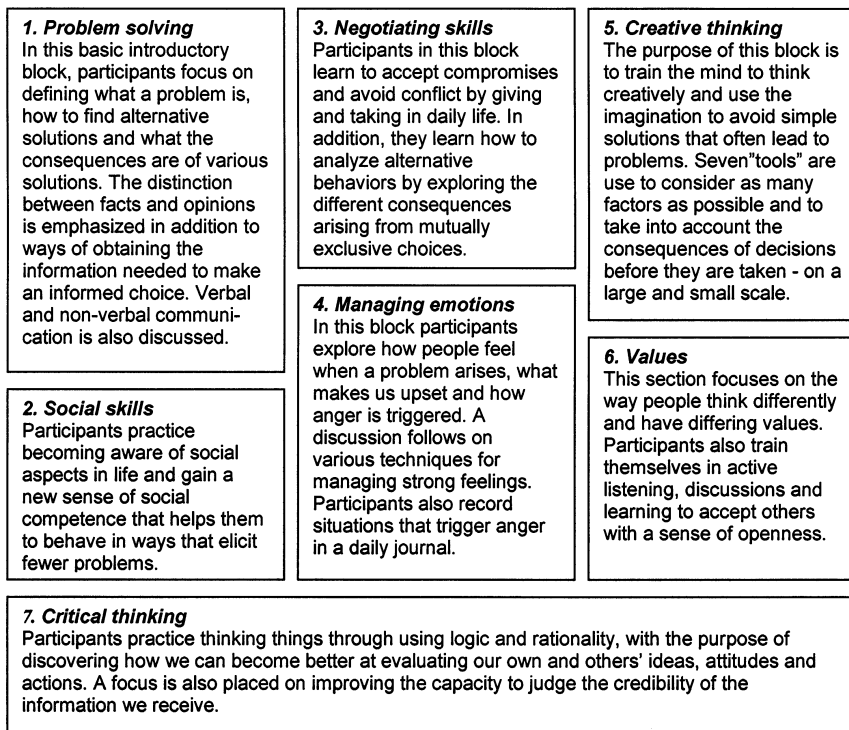 1. Problem solving
In this basic introductory
block, participants focus on
defining what a problem is,
how to find alternative
solutions and what the
consequences are of various
solutions. The distinction
between facts and opinions
is emphasized in addition to
ways of obtaining the
information needed to make
an informed choice. Verbal
and non-verbal communi-
cation is also discussed.
2. Social skills
Participants practice
becoming aware of social
aspects in life and gain a
new sense of social
competence that helps them
to behave in ways that elicit
fewer problems.
3. Negotiating skills
Participants in this block
learn to accept compromises
and avoid conflict by giving
and taking in daily life. In
addition, they learn how to
analyze alternative
behaviors by exploring the
different consequences
arising from mutually
exclusive choices.
4. Managing emotions
In this block participants
explore how people feel
when a problem arises, what
makes us upset and how
anger is triggered. A
discussion follows on
various techniques for
managing strong feelings.
Participants also record
situations that trigger anger
in a daily journal.
5. Creative thinking
The purpose of this block is
to train the mind to think
creatively and use the
imagination to avoid simple
solutions that often lead to
problems. Seven"tools" are
use to consider as many
factors as possible and to
take into account the
consequences of decisions
before they are taken - on a
large and small scale.
6. Values
This section focuses on the
way people think differently
and have differing values.
Participants also train
themselves in active
listening, discussions and
learning to accept others
with a sense of openness.
7. Critical thinking
Participants practice thinking things through using logic and rationality, with the purpose of
discovering how we can become better at evaluating our own and others' ideas, attitudes and
actions. A focus is also placed on improving the capacity to judge the credibility of the
information we receive.